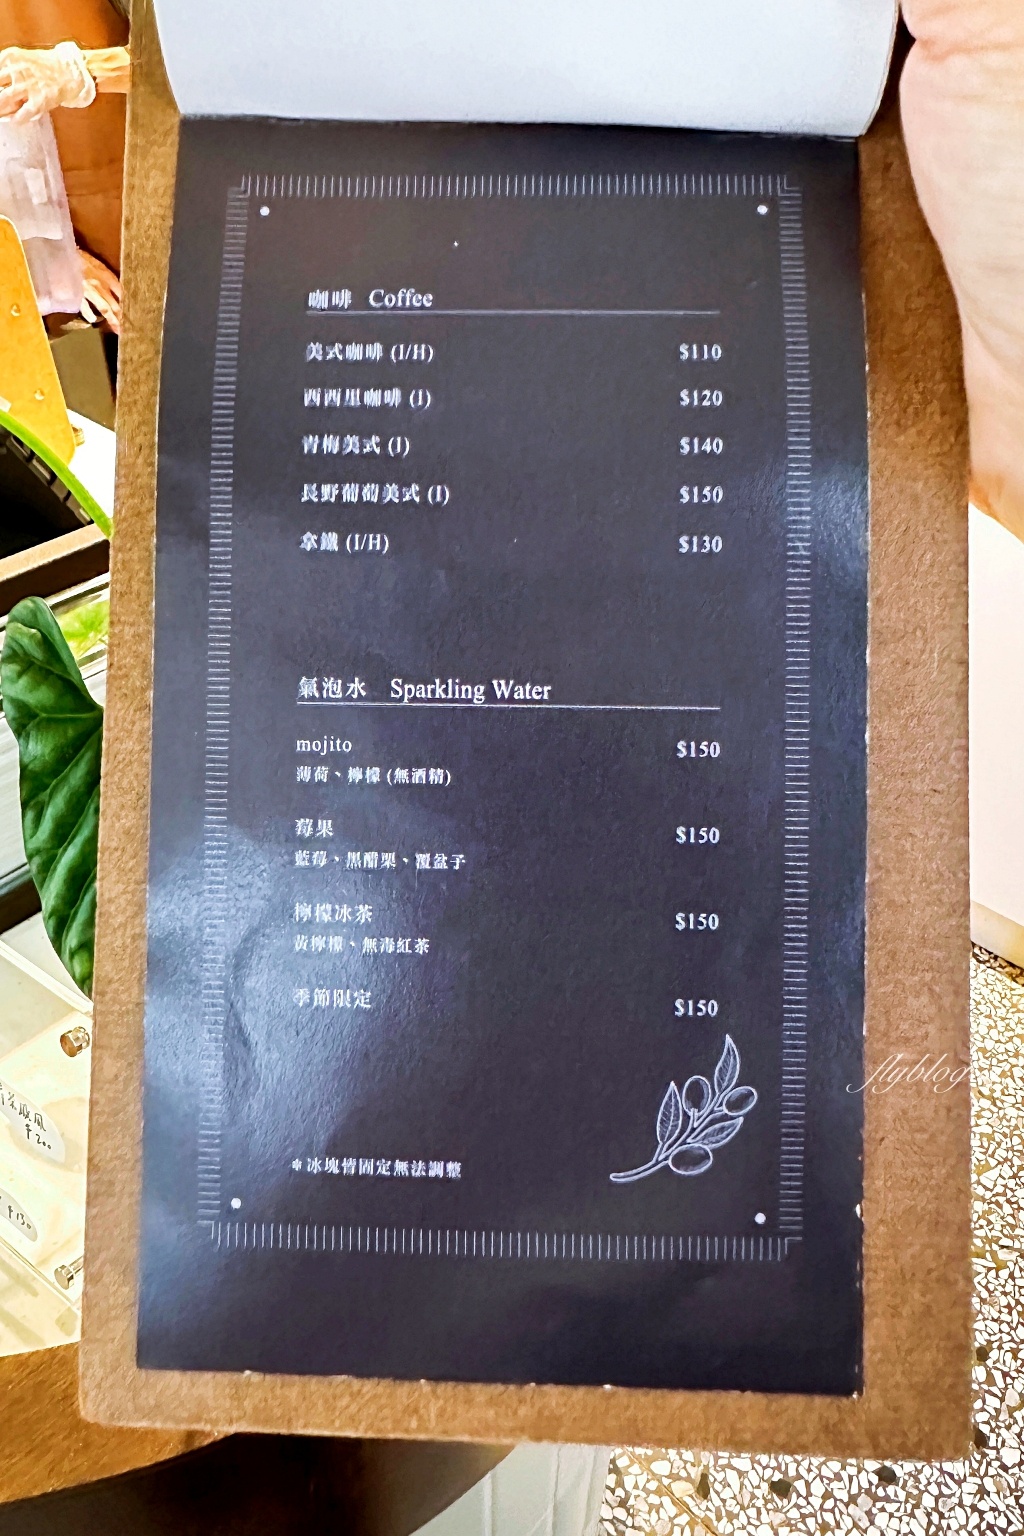 咖啡 Coffee
美式咖啡 (I/H) $110
西西里咖啡 (I) $120
青梅美式 (I) $140
長野葡萄美式 (I) $150
拿鐵 (I/H) $130
氣泡水 Sparkling Water
mojito $150
薄荷、檸檬 (無酒精)
莓果 $150
藍莓、黑醋栗、覆盆子
檸檬冰茶 $150
黃檸檬、無毒紅茶
季節限定 $150
*冰塊皆固定無法調整
flyblog